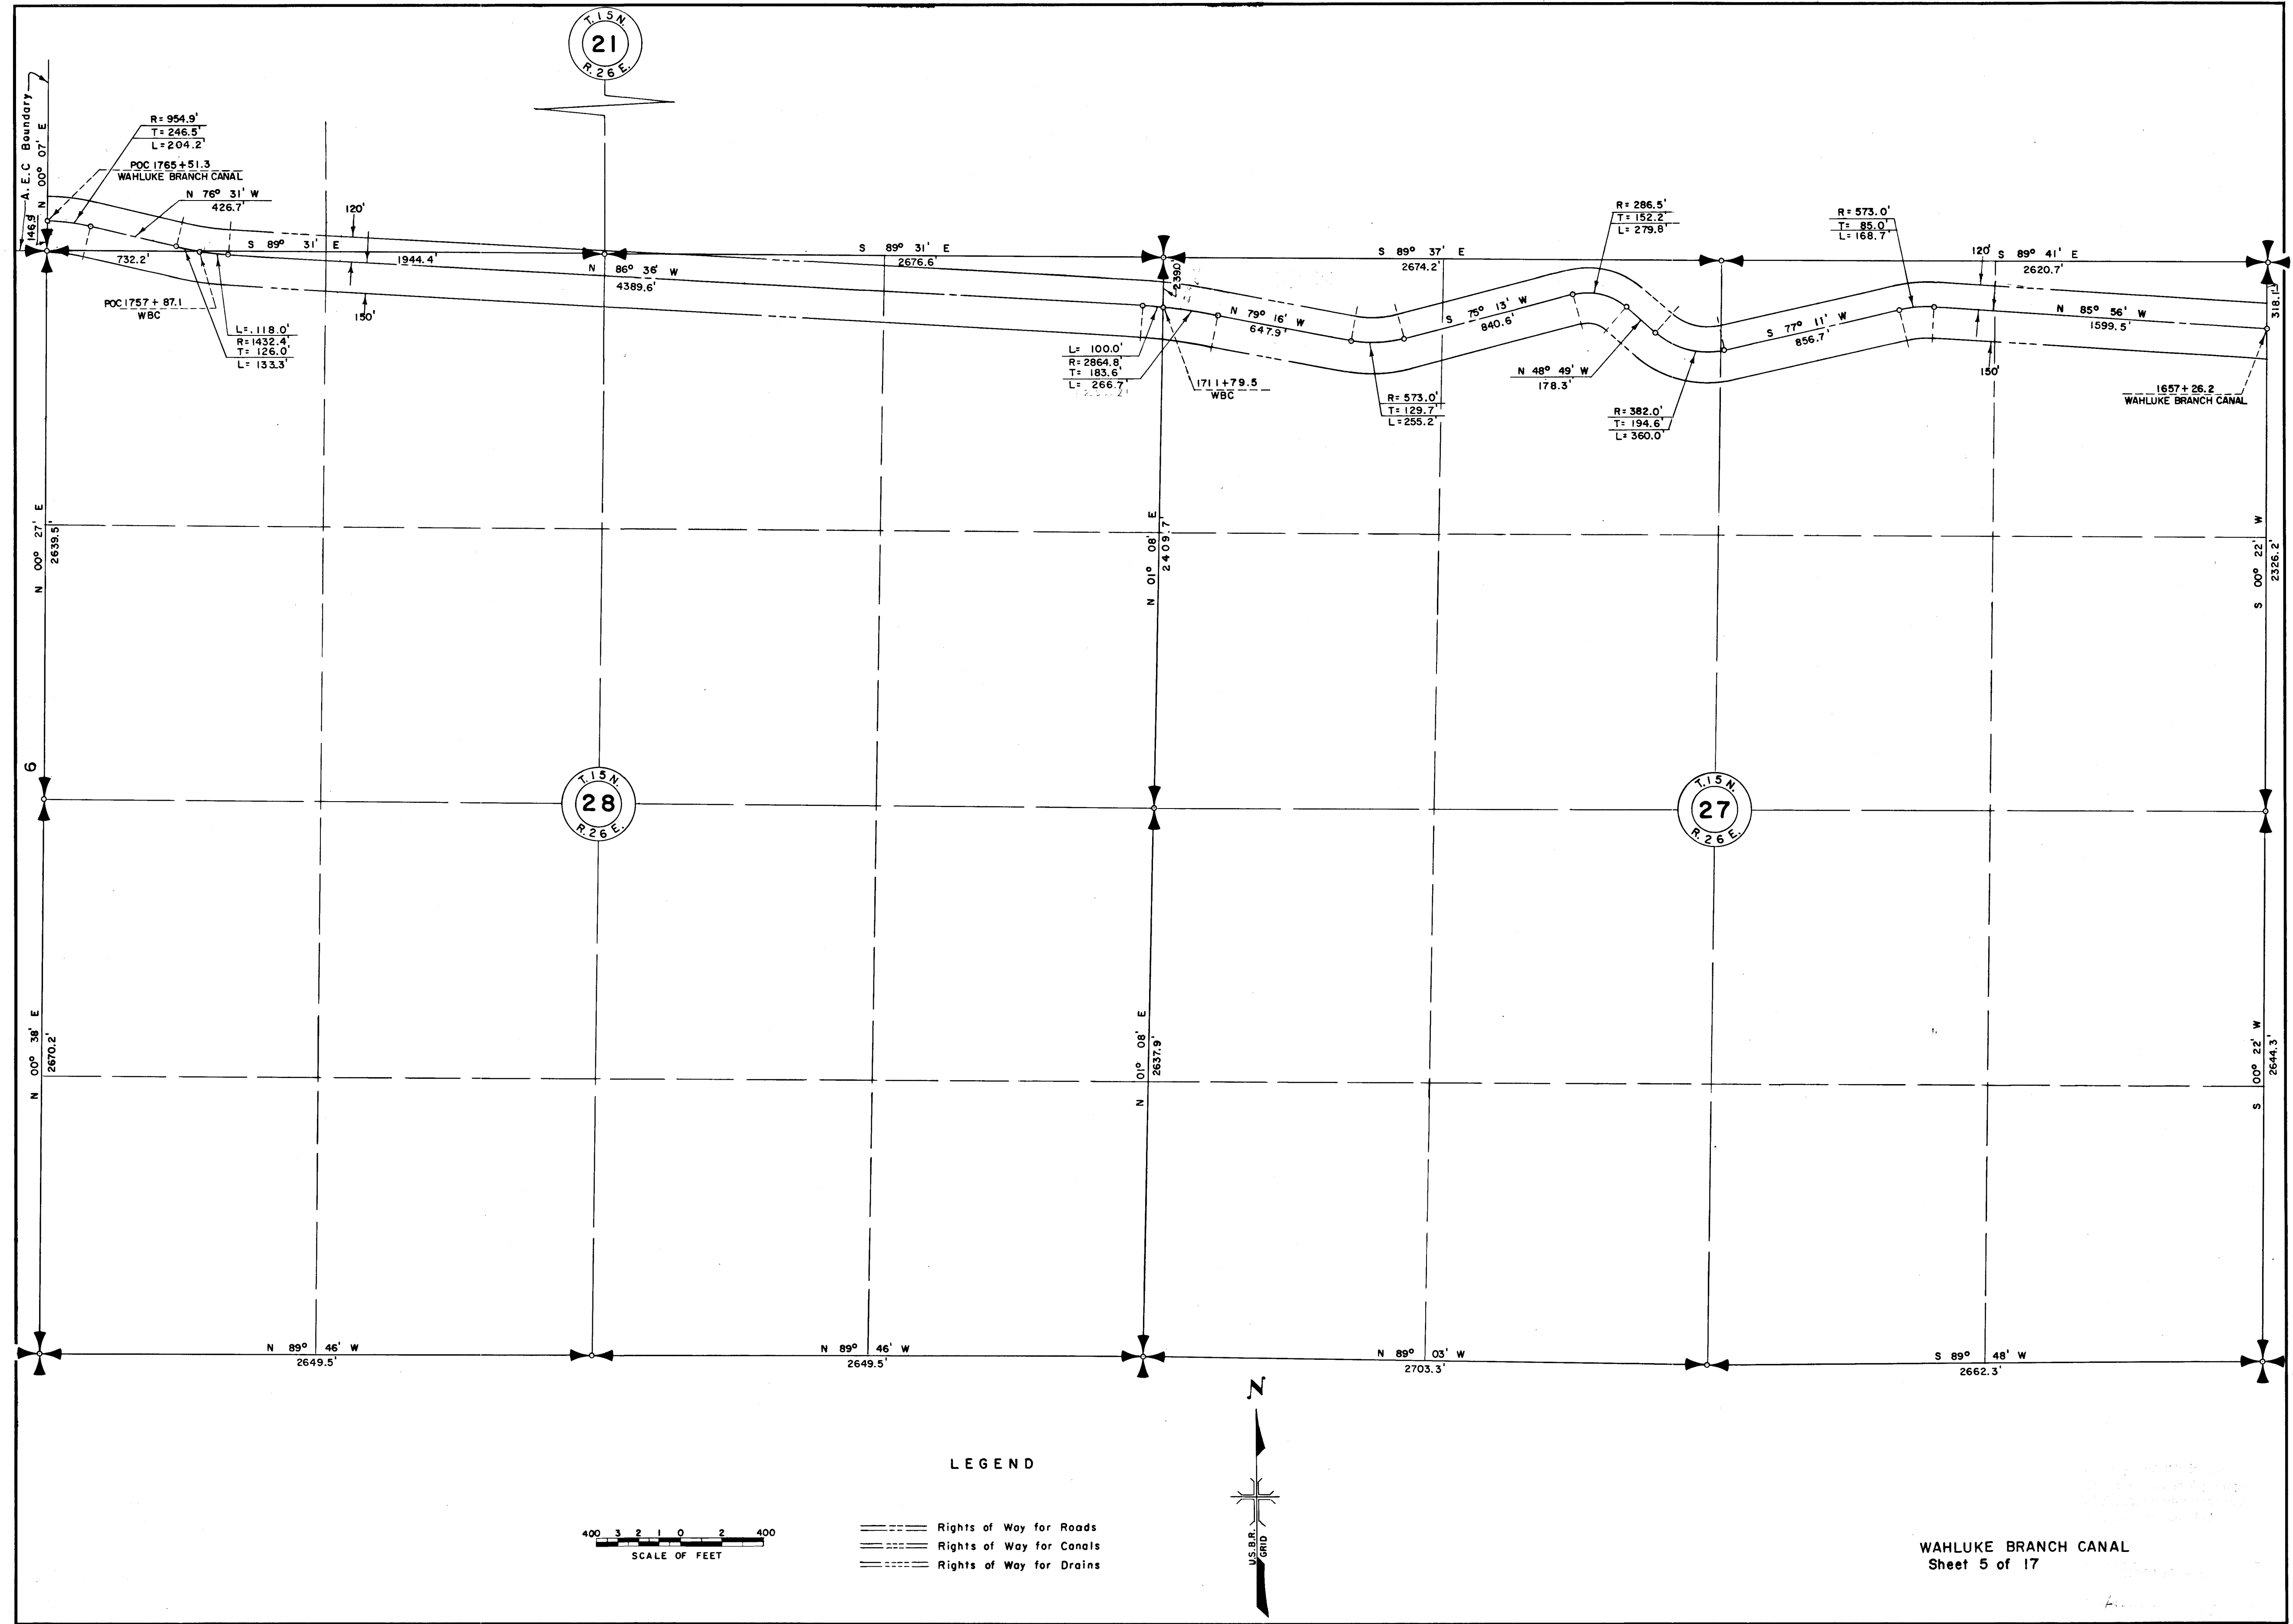 T. 15 N.
21
R. 26 E.
A. E. C Boundary
N 00° 07' E
146.9'
R= 954.9'
T= 246.5'
L= 204.2'
POC 1765+51.3
WAHLUKE BRANCH CANAL
N 76° 31' W
426.7'
120'
S 89° 31' E
732.2'
1944.4'
POC 1757+87.1
WBC
L= 118.0'
R= 1432.4'
T= 126.0'
L= 133.3'
150'
N 86° 36' W
4389.6'
S 89° 31' E
2676.6'
239.0'
L= 100.0'
R= 2864.8'
T= 183.6'
L= 266.7'
1711+79.5
WBC
N 79° 16' W
647.9'
S 89° 37' E
2674.2'
R= 573.0'
T= 129.7'
L= 255.2'
S 75° 13' W
840.6'
R= 286.5'
T= 152.2'
L= 279.8'
N 48° 49' W
178.3'
R= 382.0'
T= 194.6'
L= 360.0'
S 77° 11' W
856.7'
R= 573.0'
T= 85.0'
L= 168.7'
120'
S 89° 41' E
2620.7'
N 85° 56' W
1599.5'
150'
318.1'
1657+26.2
WAHLUKE BRANCH CANAL
N 00° 27' E
2639.5'
N 01° 08' E
2409.7'
S 00° 22' W
2326.2'
6
T. 15 N.
28
R. 26 E.
T. 15 N.
27
R. 26 E.
N 00° 38' E
2670.2'
N 01° 08' E
2637.9'
S 00° 22' W
2644.3'
N 89° 46' W
2649.5'
N 89° 46' W
2649.5'
N 89° 03' W
2703.3'
S 89° 48' W
2662.3'
N
U.S.B.R.
GRID
LEGEND
400 3 2 1 0 2 400
SCALE OF FEET
Rights of Way for Roads
Rights of Way for Canals
Rights of Way for Drains
WAHLUKE BRANCH CANAL
Sheet 5 of 17